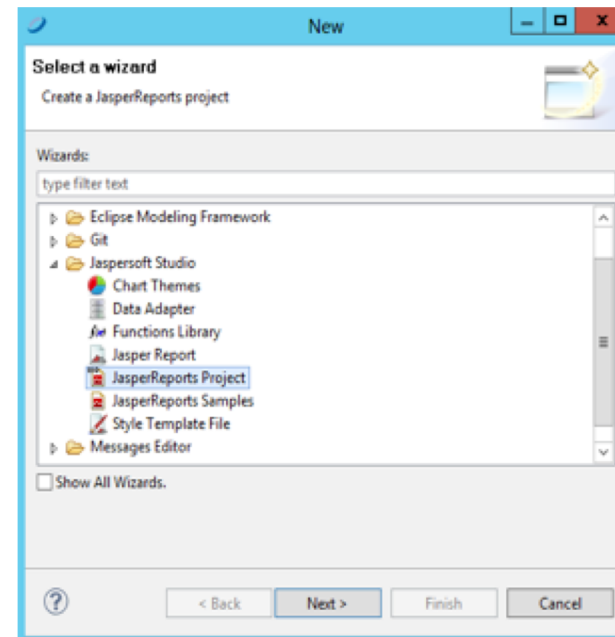 New
Select a wizard
Create a JasperReports project
Wizards:
type filter text
Eclipse Modeling Framework
Git
Jaspersoft Studio
Chart Themes
Data Adapter
Functions Library
Jasper Report
JasperReports Project
JasperReports Samples
Style Template File
Messages Editor
Show All Wizards.
< Back Next > Finish Cancel